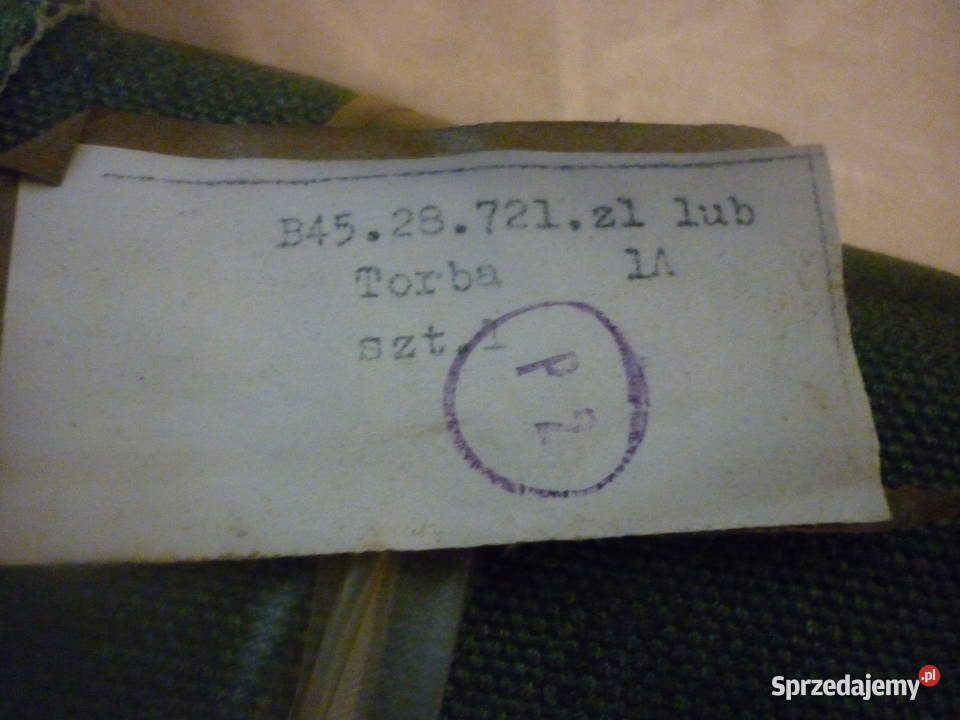 B45.28.721.zl lub
Torba 1A
szt.1
P
Sprzedajemy.pl